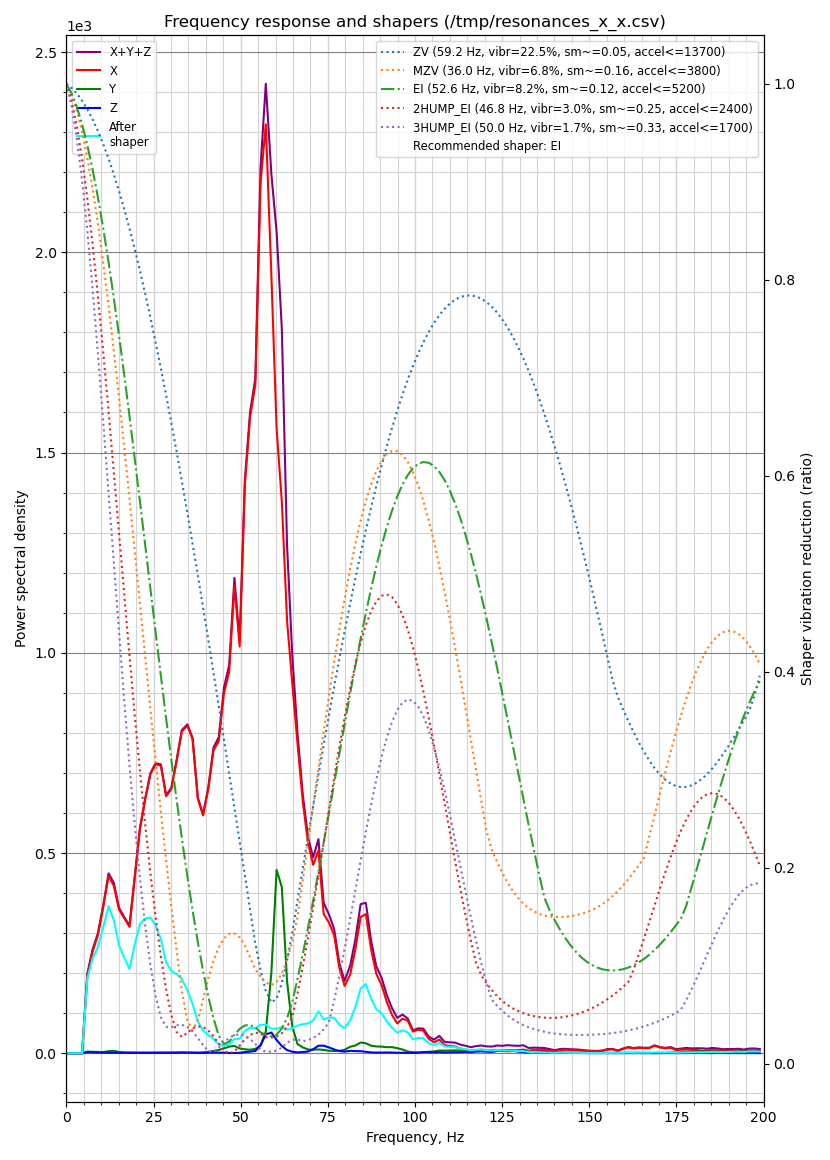 Frequency response and shapers (/tmp/resonances_x_x.csv)
1e3
X+Y+Z
X
Y
Z
After
shaper
ZV (59.2 Hz, vibr=22.5%, sm~=0.05, accel<=13700)
MZV (36.0 Hz, vibr=6.8%, sm~=0.16, accel<=3800)
EI (52.6 Hz, vibr=8.2%, sm~=0.12, accel<=5200)
2HUMP_EI (46.8 Hz, vibr=3.0%, sm~=0.25, accel<=2400)
3HUMP_EI (50.0 Hz, vibr=1.7%, sm~=0.33, accel<=1700)
Recommended shaper: EI
Power spectral density
2.5
2.0
1.5
1.0
0.5
0.0
1.0
0.8
0.6
0.4
0.2
0.0
Shaper vibration reduction (ratio)
0 25 50 75 100 125 150 175 200
Frequency, Hz